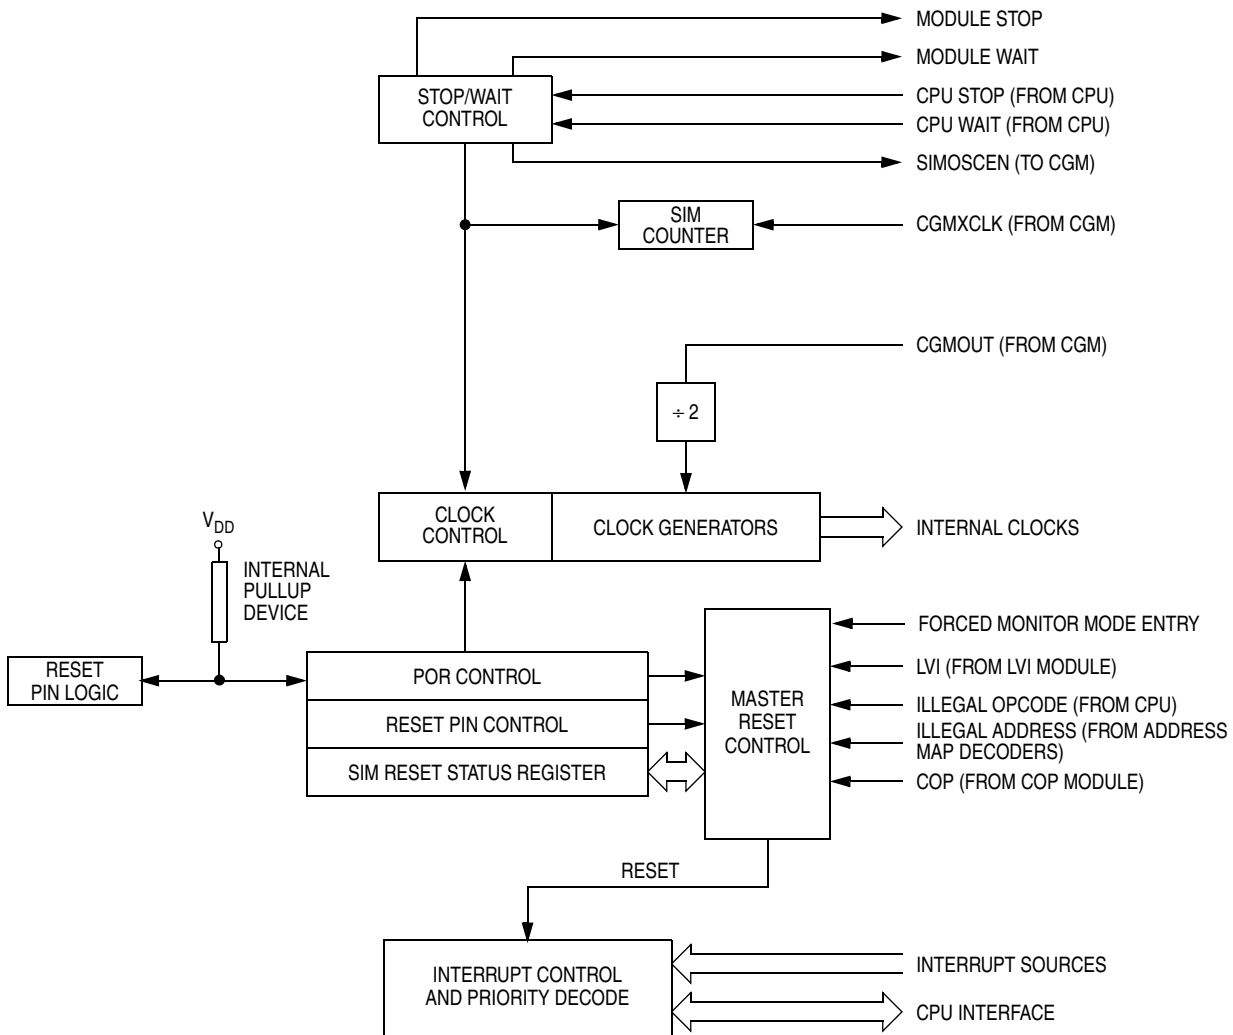 MODULE STOP
MODULE WAIT
STOP/WAIT
CONTROL
CPU STOP (FROM CPU)
CPU WAIT (FROM CPU)
SIMOSCEN (TO CGM)
SIM
COUNTER
CGMXCLK (FROM CGM)
CGMOUT (FROM CGM)
÷ 2
CLOCK
CONTROL
CLOCK GENERATORS
INTERNAL CLOCKS
VDD
INTERNAL
PULLUP
DEVICE
RESET
PIN LOGIC
POR CONTROL
RESET PIN CONTROL
SIM RESET STATUS REGISTER
MASTER
RESET
CONTROL
FORCED MONITOR MODE ENTRY
LVI (FROM LVI MODULE)
ILLEGAL OPCODE (FROM CPU)
ILLEGAL ADDRESS (FROM ADDRESS
MAP DECODERS)
COP (FROM COP MODULE)
RESET
INTERRUPT CONTROL
AND PRIORITY DECODE
INTERRUPT SOURCES
CPU INTERFACE